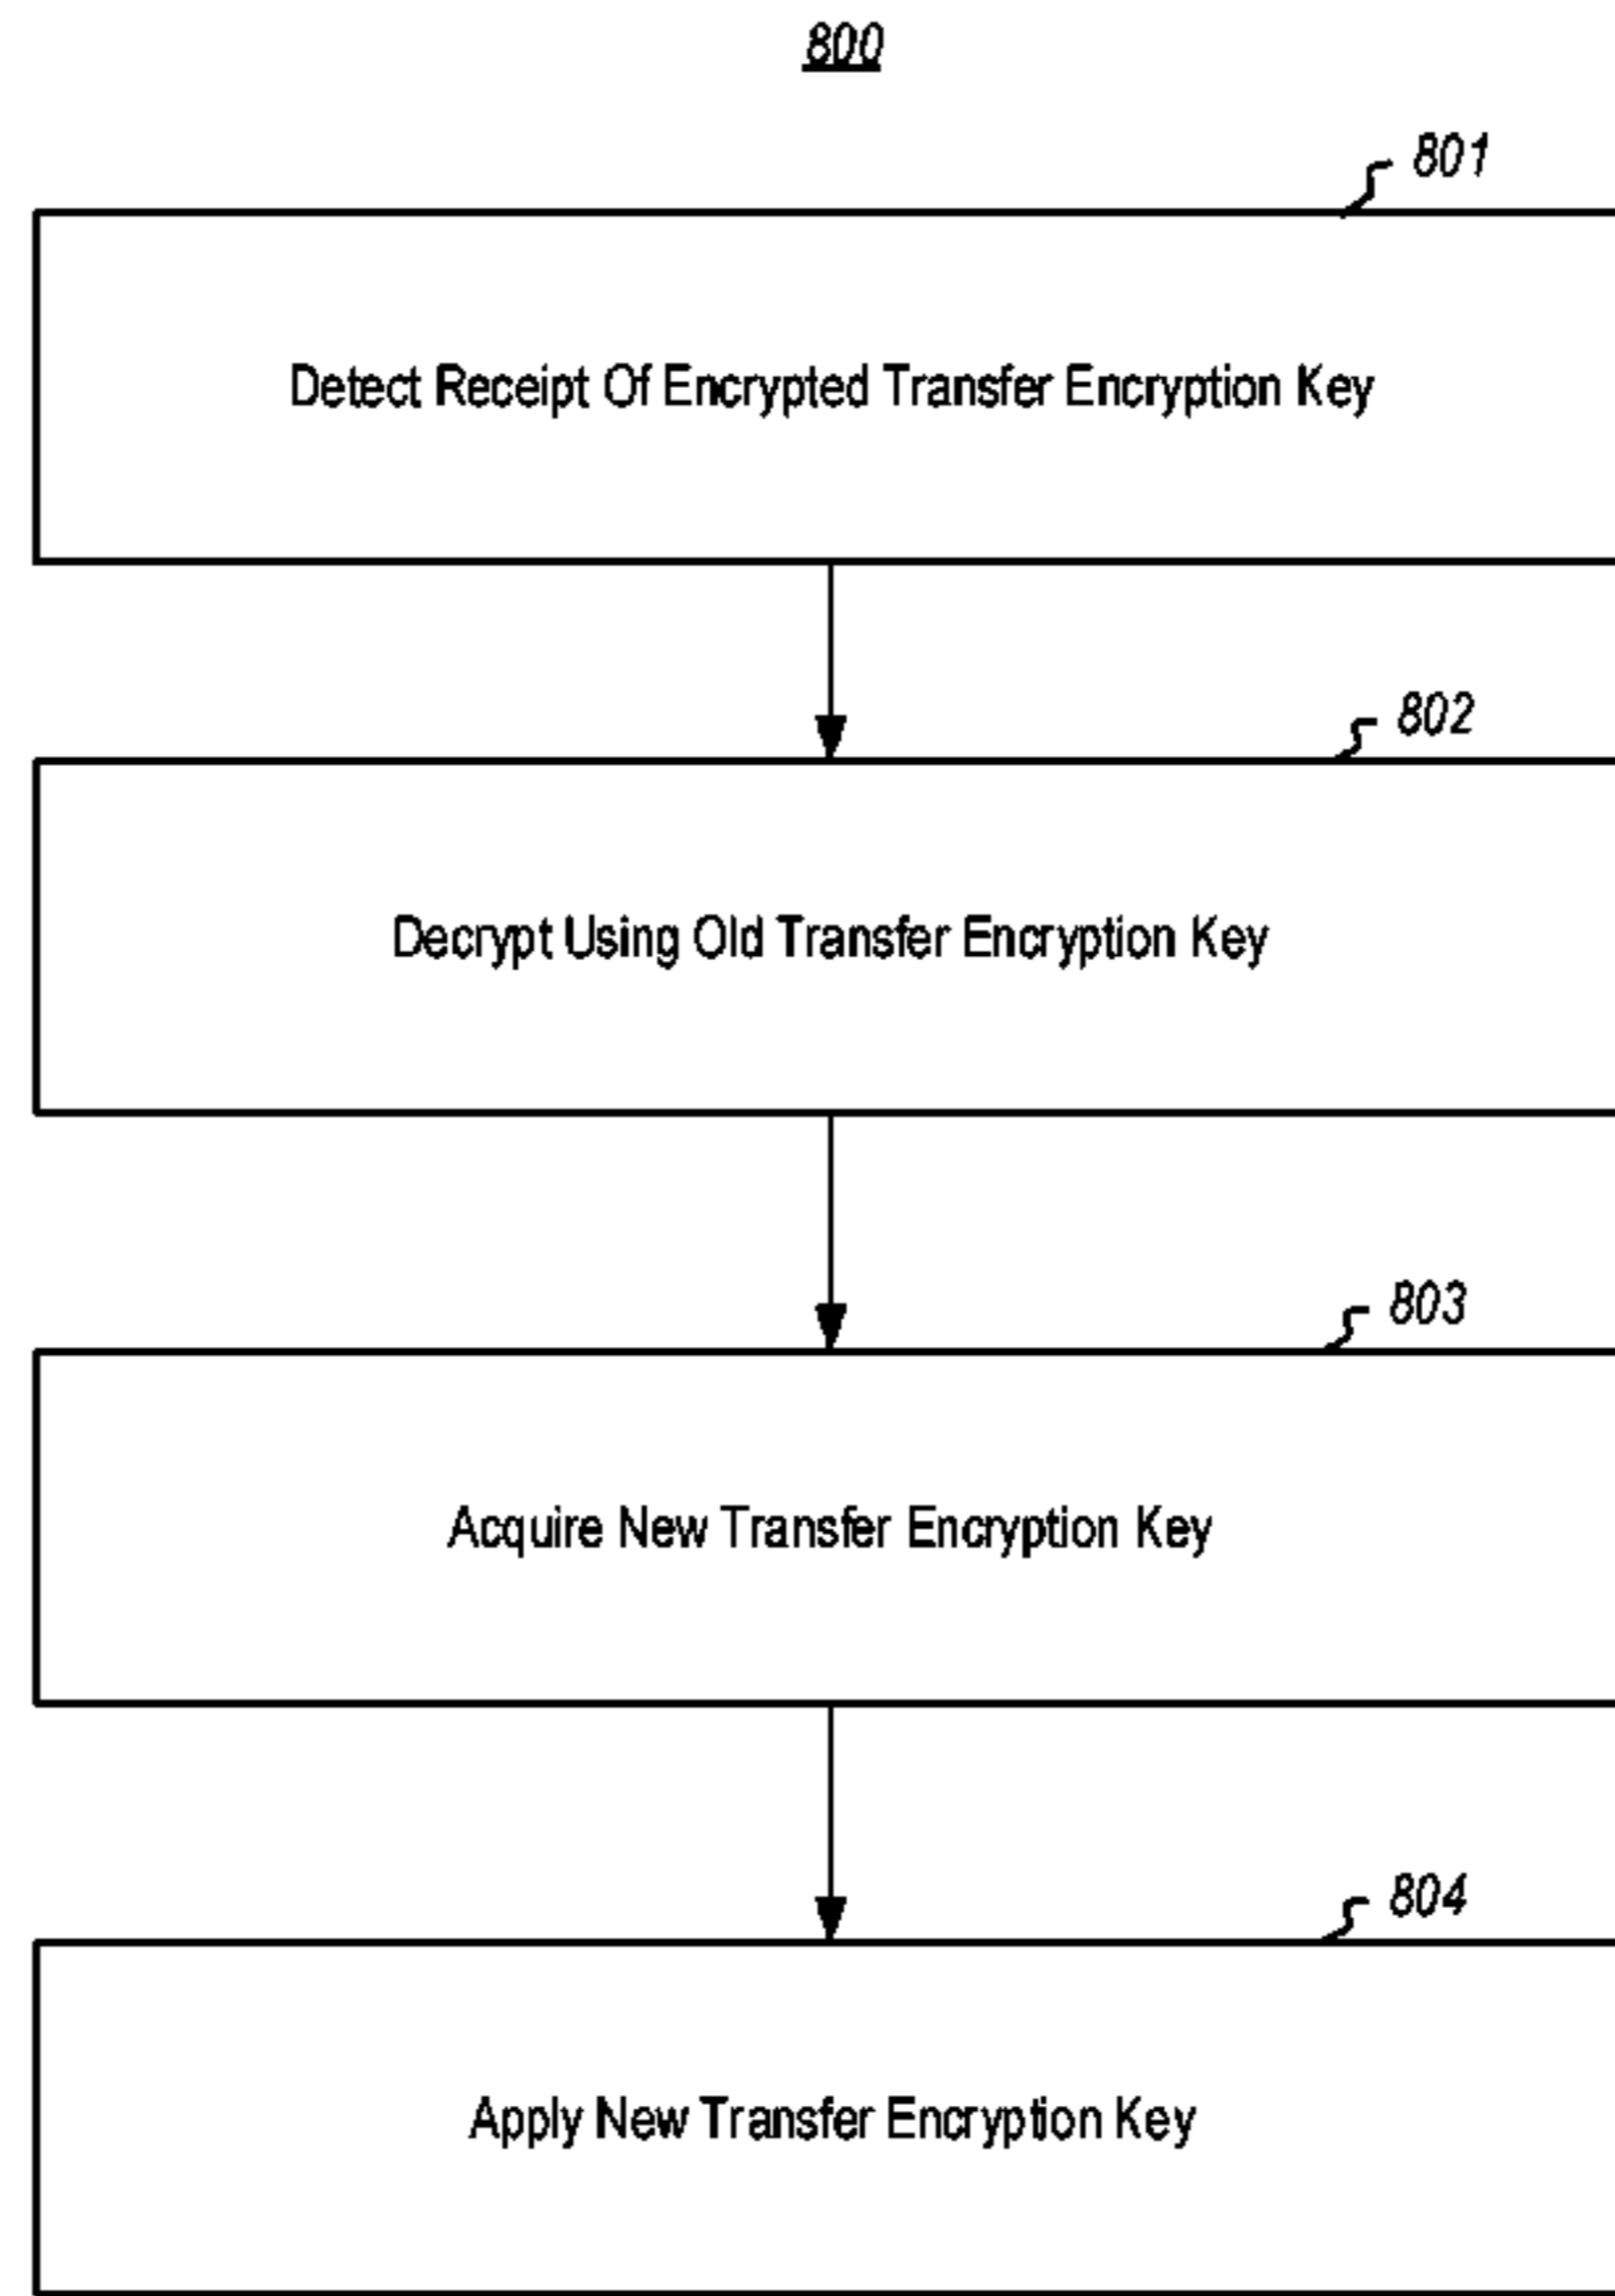 800
801
Detect Receipt Of Encrypted Transfer Encryption Key
802
Decrypt Using Old Transfer Encryption Key
803
Acquire New Transfer Encryption Key
804
Apply New Transfer Encryption Key